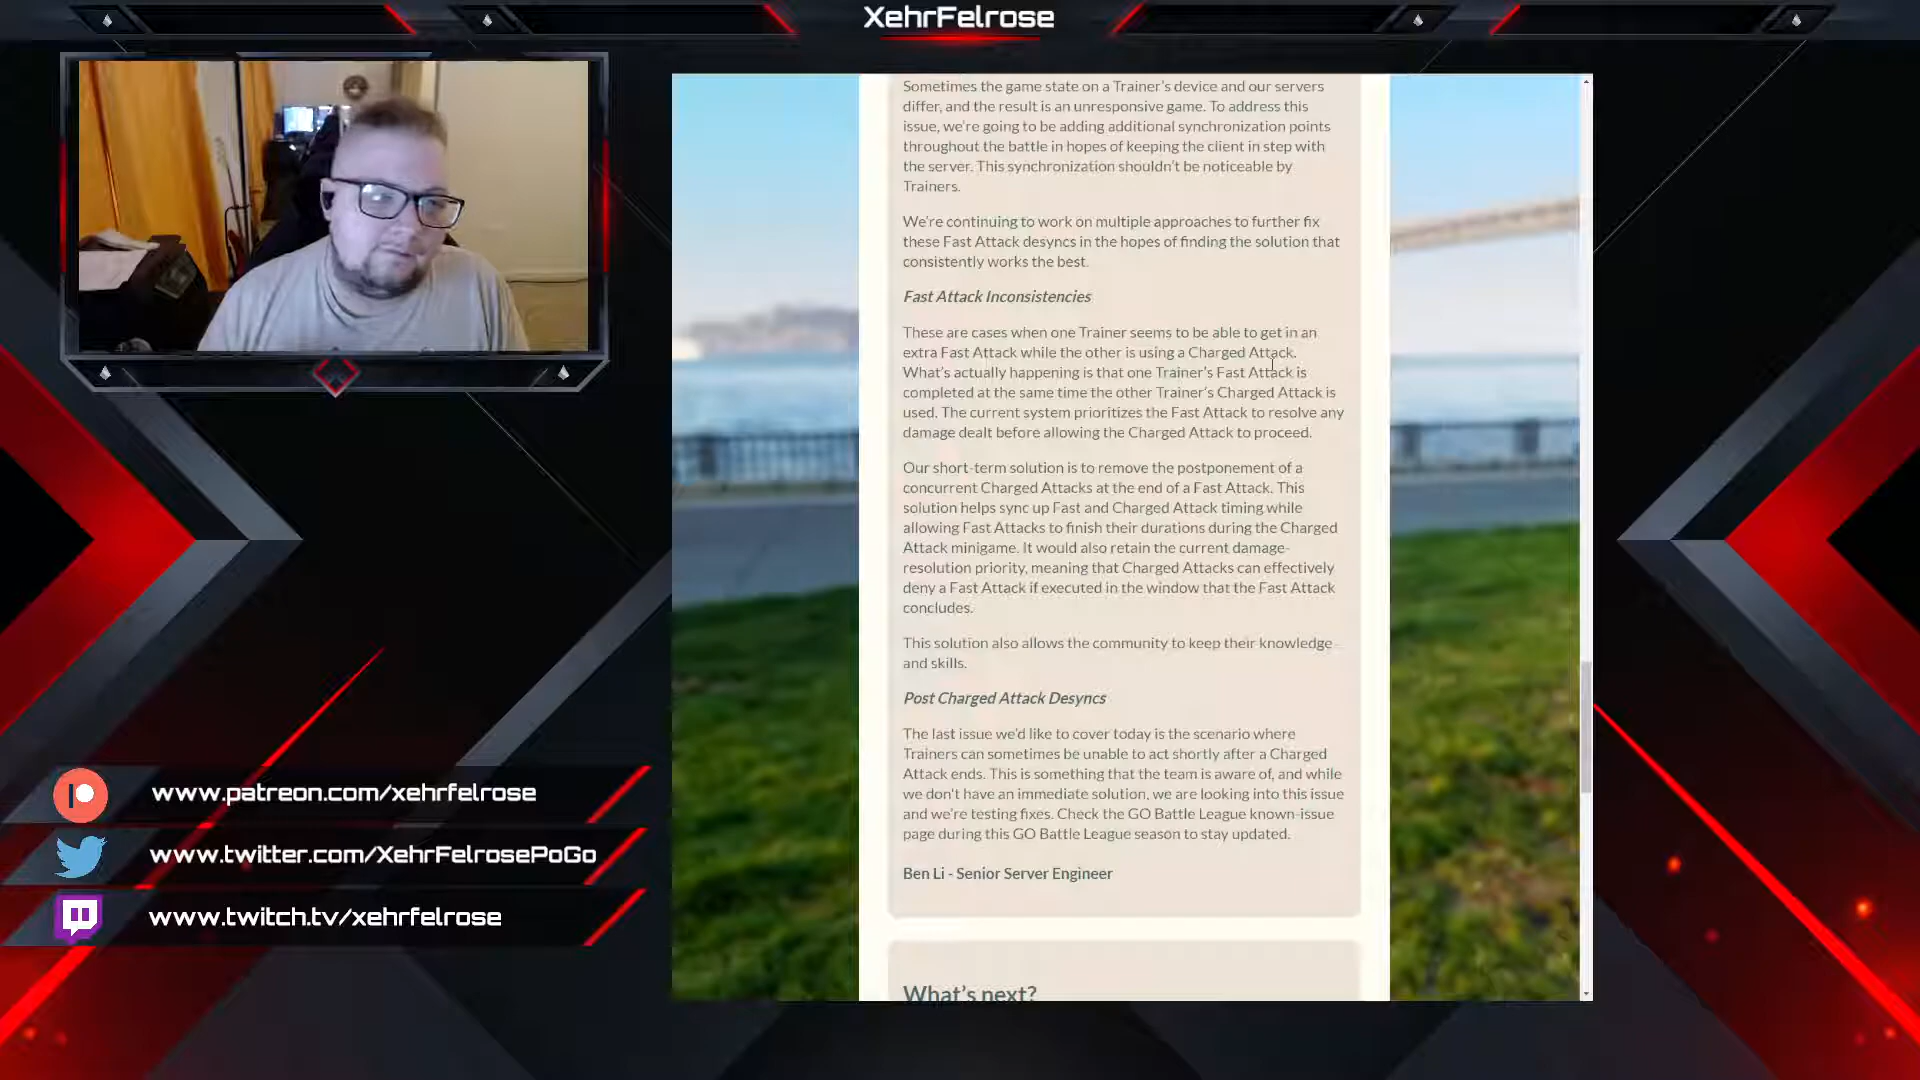 XehrFelrose
Sometimes the game state on a Trainer's device and our servers
differ, and the result is an unresponsive game. To address this
issue, we're going to be adding additional synchronization points
throughout the battle in hopes of keeping the client in step with
the server. This synchronization shouldn't be noticeable by
Trainers.
We're continuing to work on multiple approaches to further fix
these Fast Attack desyncs in the hopes of finding the solution that
consistently works the best.
Fast Attack Inconsistencies
These are cases when one Trainer seems to be able to get in an
extra Fast Attack while the other is using a Charged Attack.
What's actually happening is that one Trainer's Fast Attack is
completed at the same time the other Trainer's Charged Attack is
used. The current system prioritizes the Fast Attack to resolve any
damage dealt before allowing the Charged Attack to proceed.
Our short-term solution is to remove the postponement of a
concurrent Charged Attacks at the end of a Fast Attack. This
solution helps sync up Fast and Charged Attack timing while
allowing Fast Attacks to finish their durations during the Charged
Attack minigame. It would also retain the current damage-
resolution priority, meaning that Charged Attacks can effectively
deny a Fast Attack if executed in the window that the Fast Attack
concludes.
This solution also allows the community to keep their knowledge
and skills.
Post Charged Attack Desyncs
The last issue we'd like to cover today is the scenario where
Trainers can sometimes be unable to act shortly after a Charged
Attack ends. This is something that the team is aware of, and while
we don't have an immediate solution, we are looking into this issue
and we're testing fixes. Check the GO Battle League known-issue
page during this GO Battle League season to stay updated.
Ben Li - Senior Server Engineer
What's next?
www.patreon.com/xehrfelrose
www.twitter.com/XehrFelrosePoGo
www.twitch.tv/xehrfelrose